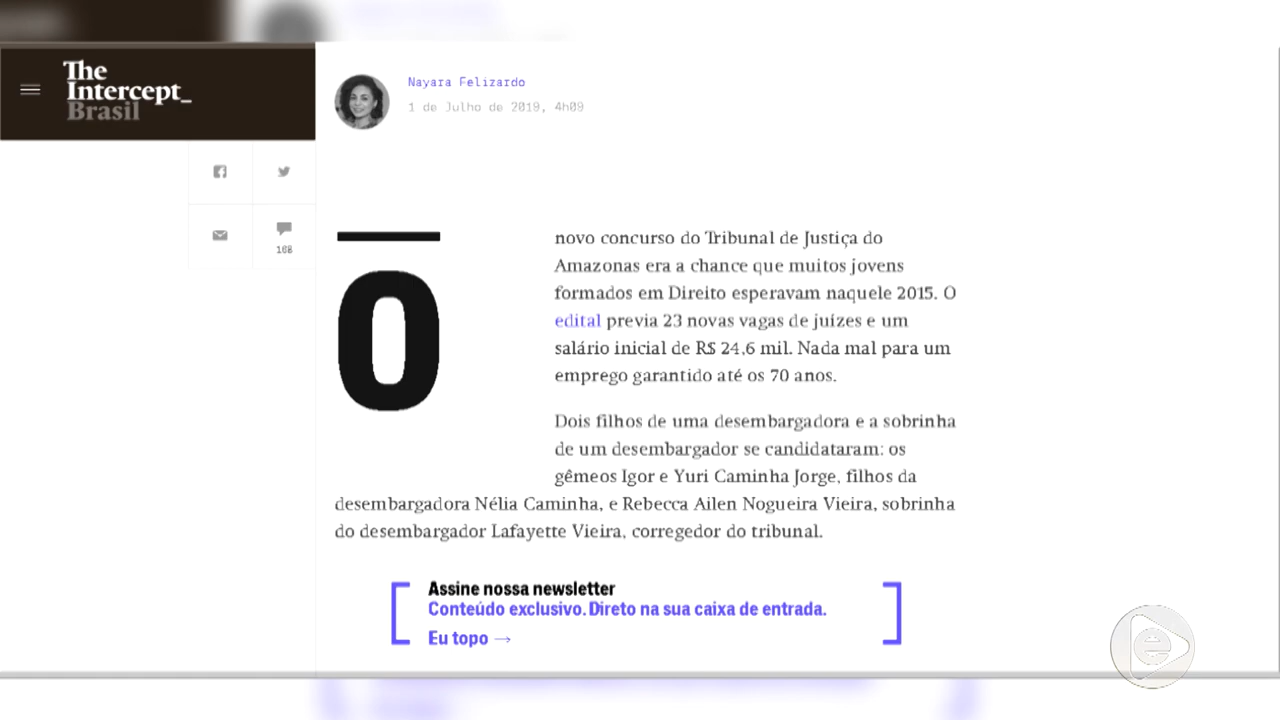 The
Intercept_
Brasil
Nayara Felizardo
1 de Julho de 2019, 4h09
168
O
novo concurso do Tribunal de Justiça do
Amazonas era a chance que muitos jovens
formados em Direito esperavam naquele 2015. O
edital previa 23 novas vagas de juízes e um
salário inicial de R$ 24,6 mil. Nada mal para um
emprego garantido até os 70 anos.
Dois filhos de uma desembargadora e a sobrinha
de um desembargador se candidataram: os
gêmeos Igor e Yuri Caminha Jorge, filhos da
desembargadora Nélia Caminha, e Rebecca Ailen Nogueira Vieira, sobrinha
do desembargador Lafayette Vieira, corregedor do tribunal.
Assine nossa newsletter
Conteúdo exclusivo. Direto na sua caixa de entrada.
Eu topo →
e